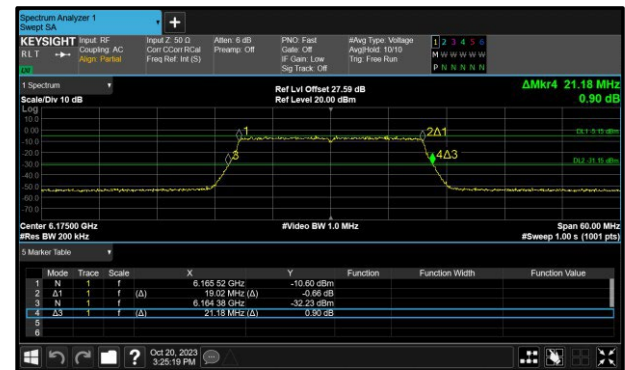 Spectrum Analyzer 1
Swept SA
+
KEYSIGHT Input: RF Input Z: 50 Ω Atten: 6 dB PNO: Fast #Avg Type: Voltage 1 2 3 4 5 6
RLT Coupling: AC Corr CCorr RCal Preamp: Off Gate: Off Avg|Hold: 10/10 M W W W W W
Align: Partial Freq Ref: Int (S) IF Gain: Low Trig: Free Run P N N N N N
Sig Track: Off
1 Spectrum Ref Lvl Offset 27.59 dB ΔMkr4 21.18 MHz
Scale/Div 10 dB Ref Level 20.00 dBm 0.90 dB
Log
10.0
0.00 1 2Δ1 DL1 -5.15 dBm
-10.0
-20.0 3 4Δ3
-30.0 DL2 -31.15 dBm
-40.0
-50.0
-60.0
-70.0
Center 6.17500 GHz #Video BW 1.0 MHz Span 60.00 MHz
#Res BW 200 kHz #Sweep 1.00 s (1001 pts)
5 Marker Table
Mode Trace Scale X Y Function Function Width Function Value
1 N 1 f 6.165 52 GHz -10.60 dBm
2 Δ1 1 f (Δ) 19.02 MHz (Δ) -0.66 dB
3 N 1 f 6.164 38 GHz -32.23 dBm
4 Δ3 1 f (Δ) 21.18 MHz (Δ) 0.90 dB
5
6
? Oct 20, 2023
3:25:19 PM